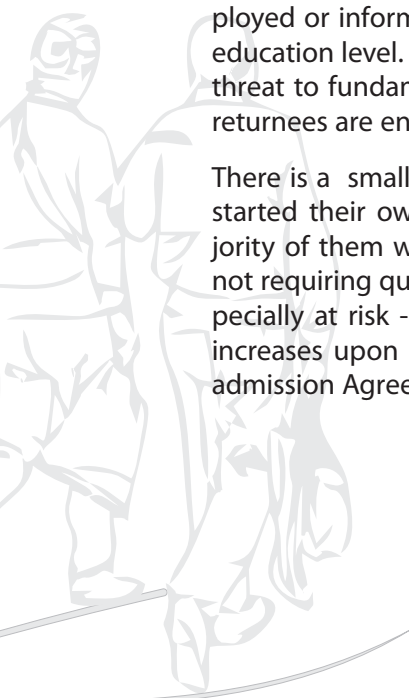 ployed or inform
education level.
threat to fundam
returnees are en
There is a small
started their ow
jority of them w
not requiring qu
pecially at risk -
increases upon
admission Agree